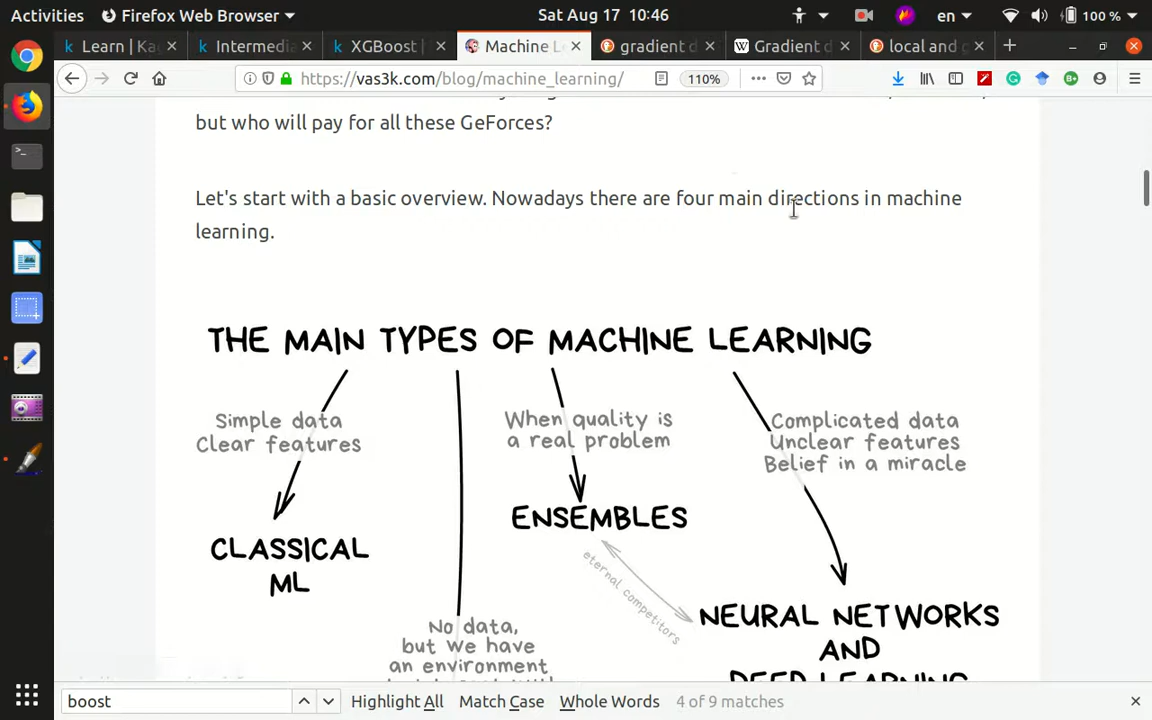 Activities Firefox Web Browser Sat Aug 17 10:46 en 100 %
Learn | Ka Intermedia XGBoost | Machine Le gradient d Gradient d local and g
https://vas3k.com/blog/machine_learning/ 110%
but who will pay for all these GeForces?
Let's start with a basic overview. Nowadays there are four main directions in machine
learning.
THE MAIN TYPES OF MACHINE LEARNING
Simple data
Clear features
When quality is
a real problem
Complicated data
Unclear features
Belief in a miracle
ENSEMBLES
CLASSICAL
ML
eternal competitors
NEURAL NETWORKS
AND
DEEP LEARNING
No data,
but we have
an environment
boost Highlight All Match Case Whole Words 4 of 9 matches